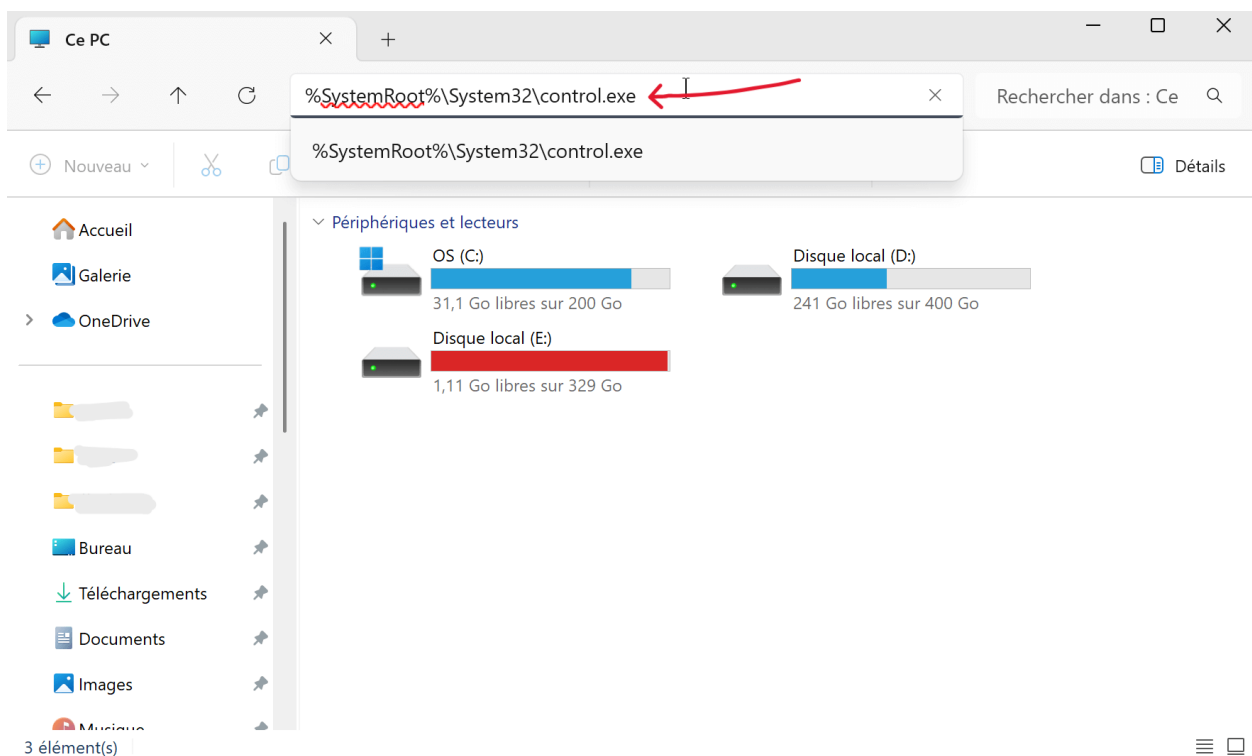 Ce PC
%SystemRoot%\System32\control.exe
Rechercher dans : Ce
%SystemRoot%\System32\control.exe
Nouveau
Détails
Accueil
Galerie
OneDrive
Bureau
Téléchargements
Documents
Images
Musique
Périphériques et lecteurs
OS (C:)
31,1 Go libres sur 200 Go
Disque local (D:)
241 Go libres sur 400 Go
Disque local (E:)
1,11 Go libres sur 329 Go
3 élément(s)